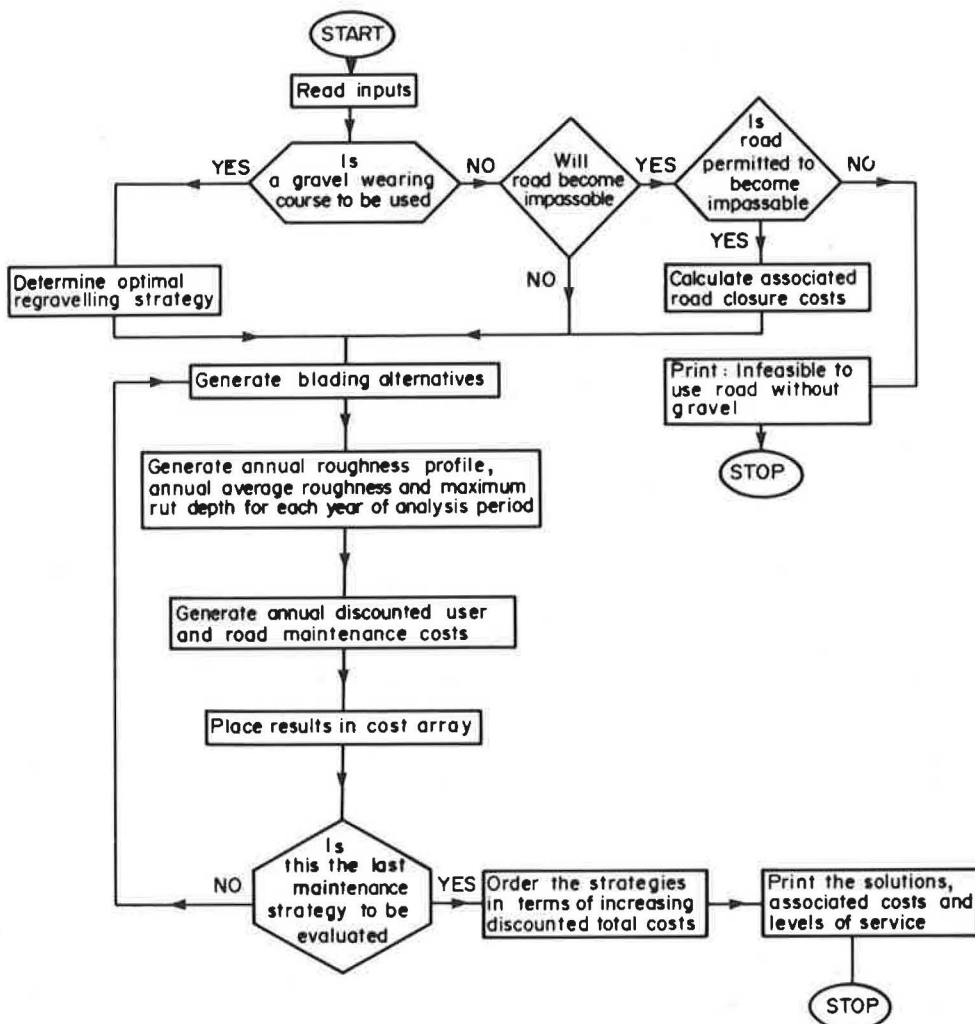 START
Read inputs
Is
a gravel wearing
course to be used
YES
NO
Will
road become
impassable
YES
NO
Is
road
permitted to
become
impassable
NO
YES
Determine optimal
regravelling strategy
Calculate associated
road closure costs
Print : Infeasible to
use road without
gravel
STOP
Generate blading alternatives
Generate annual roughness profile,
annual average roughness and maximum
rut depth for each year of analysis period
Generate annual discounted user
and road maintenance costs
Place results in cost array
Is
this the last
maintenance
strategy to be
evaluated
NO
YES
Order the strategies
in terms of increasing
discounted total costs
Print the solutions,
associated costs and
levels of service
STOP